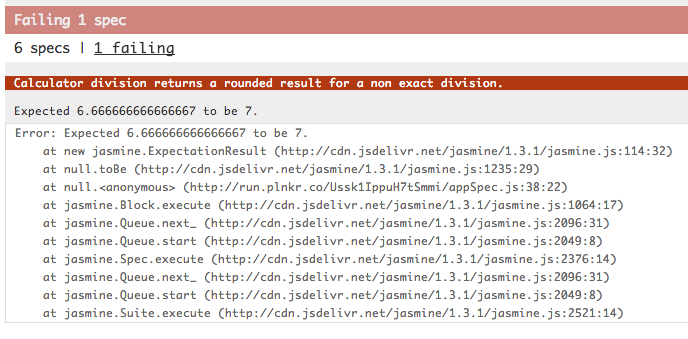 Failing 1 spec
6 specs | 1 failing
Calculator division returns a rounded result for a non exact division.
Expected 6.666666666666667 to be 7.
Error: Expected 6.666666666666667 to be 7.
at new jasmine.ExpectationResult (http://cdn.jsdelivr.net/jasmine/1.3.1/jasmine.js:114:32)
at null.toBe (http://cdn.jsdelivr.net/jasmine/1.3.1/jasmine.js:1235:29)
at null.<anonymous> (http://run.plnkr.co/Ussk1IppuH7tSmmi/appSpec.js:38:22)
at jasmine.Block.execute (http://cdn.jsdelivr.net/jasmine/1.3.1/jasmine.js:1064:17)
at jasmine.Queue.next_ (http://cdn.jsdelivr.net/jasmine/1.3.1/jasmine.js:2096:31)
at jasmine.Queue.start (http://cdn.jsdelivr.net/jasmine/1.3.1/jasmine.js:2049:8)
at jasmine.Spec.execute (http://cdn.jsdelivr.net/jasmine/1.3.1/jasmine.js:2376:14)
at jasmine.Queue.next_ (http://cdn.jsdelivr.net/jasmine/1.3.1/jasmine.js:2096:31)
at jasmine.Queue.start (http://cdn.jsdelivr.net/jasmine/1.3.1/jasmine.js:2049:8)
at jasmine.Suite.execute (http://cdn.jsdelivr.net/jasmine/1.3.1/jasmine.js:2521:14)